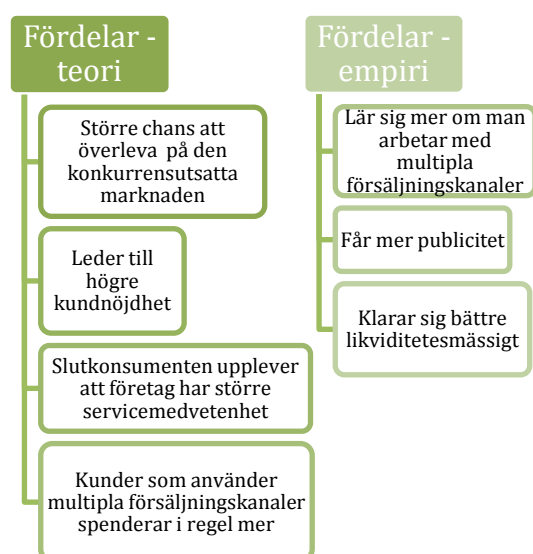 Fördelar -
teori
Större chans att
överleva på den
konkurrensutsatta
marknaden
Leder till
högre
kundnöjdhet
Slutkonsumenten upplever
att företag har större
servicemedvetenhet
Kunder som använder
multipla försäljningskanaler
spenderar i regel mer
Fördelar -
empiri
Lär sig mer om man
arbetar med
multipla
försäljningskanaler
Får mer publicitet
Klarar sig bättre
likviditetesmässigt